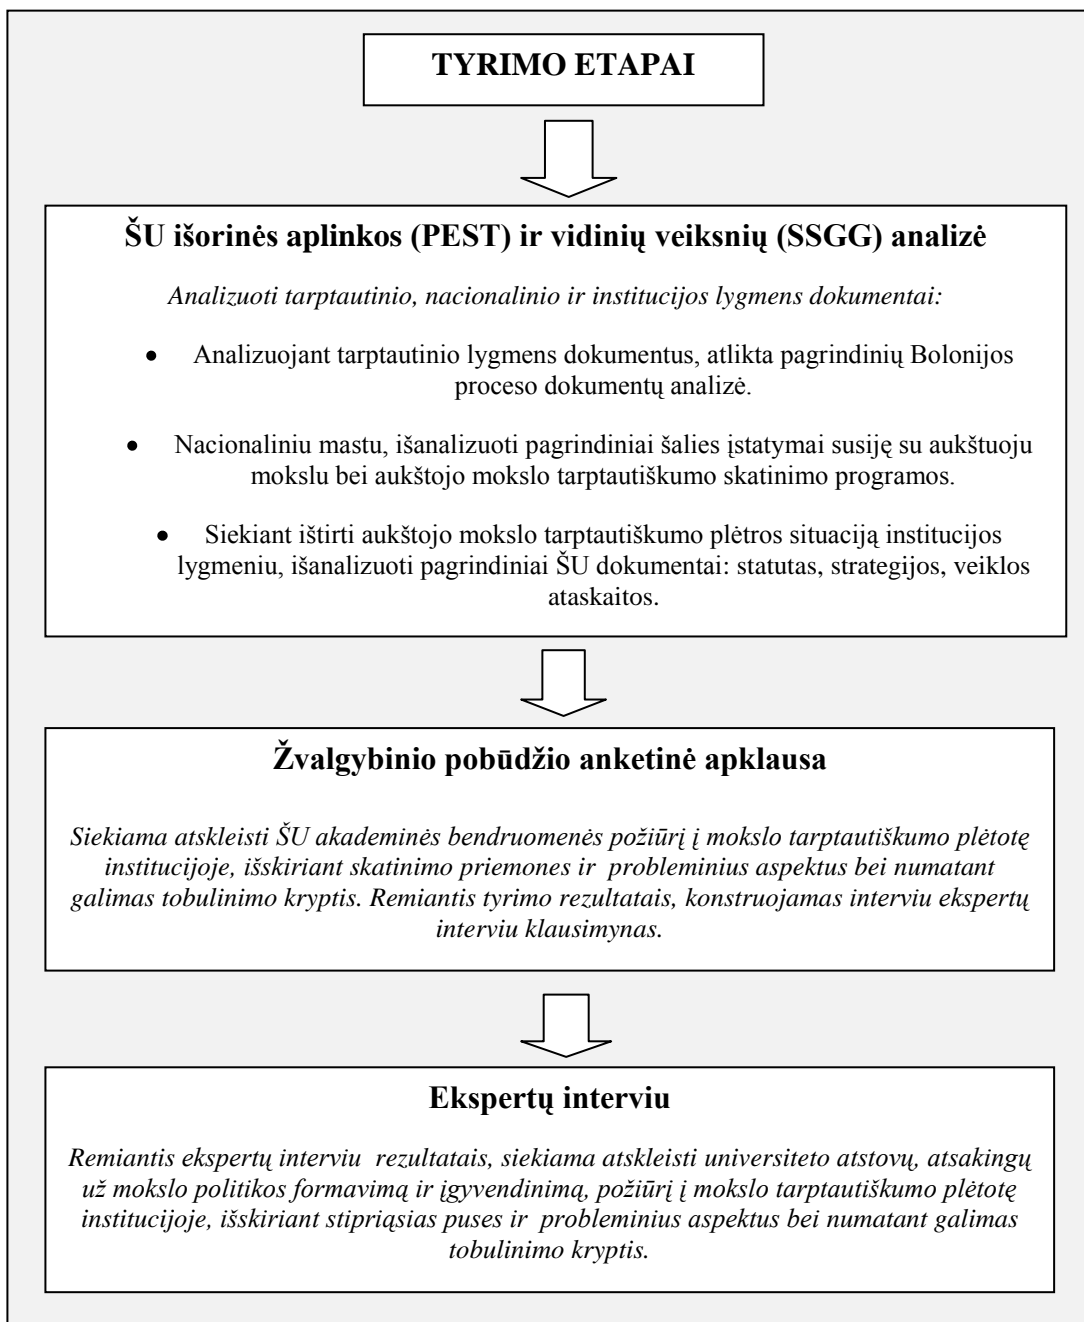 TYRIMO ETAPAI
ŠU išorinės aplinkos (PEST) ir vidinių veiksnių (SSGG) analizė
Analizuoti tarptautinio, nacionalinio ir institucijos lygmens dokumentai:
● Analizuojant tarptautinio lygmens dokumentus, atlikta pagrindinių Bolonijos
proceso dokumentų analizė.
● Nacionaliniu mastu, išanalizuoti pagrindiniai šalies įstatymai susiję su aukštuoju
mokslu bei aukštojo mokslo tarptautiškumo skatinimo programos.
● Siekiant ištirti aukštojo mokslo tarptautiškumo plėtros situaciją institucijos
lygmeniu, išanalizuoti pagrindiniai ŠU dokumentai: statutas, strategijos, veiklos
ataskaitos.
Žvalgybinio pobūdžio anketinė apklausa
Siekiama atskleisti ŠU akademinės bendruomenės požiūrį į mokslo tarptautiškumo plėtotę
institucijoje, išskiriant skatinimo priemones ir probleminius aspektus bei numatant
galimas tobulinimo kryptis. Remiantis tyrimo rezultatais, konstruojamas interviu ekspertų
interviu klausimynas.
Ekspertų interviu
Remiantis ekspertų interviu rezultatais, siekiama atskleisti universiteto atstovų, atsakingų
už mokslo politikos formavimą ir įgyvendinimą, požiūrį į mokslo tarptautiškumo plėtotę
institucijoje, išskiriant stipriąsias puses ir probleminius aspektus bei numatant galimas
tobulinimo kryptis.